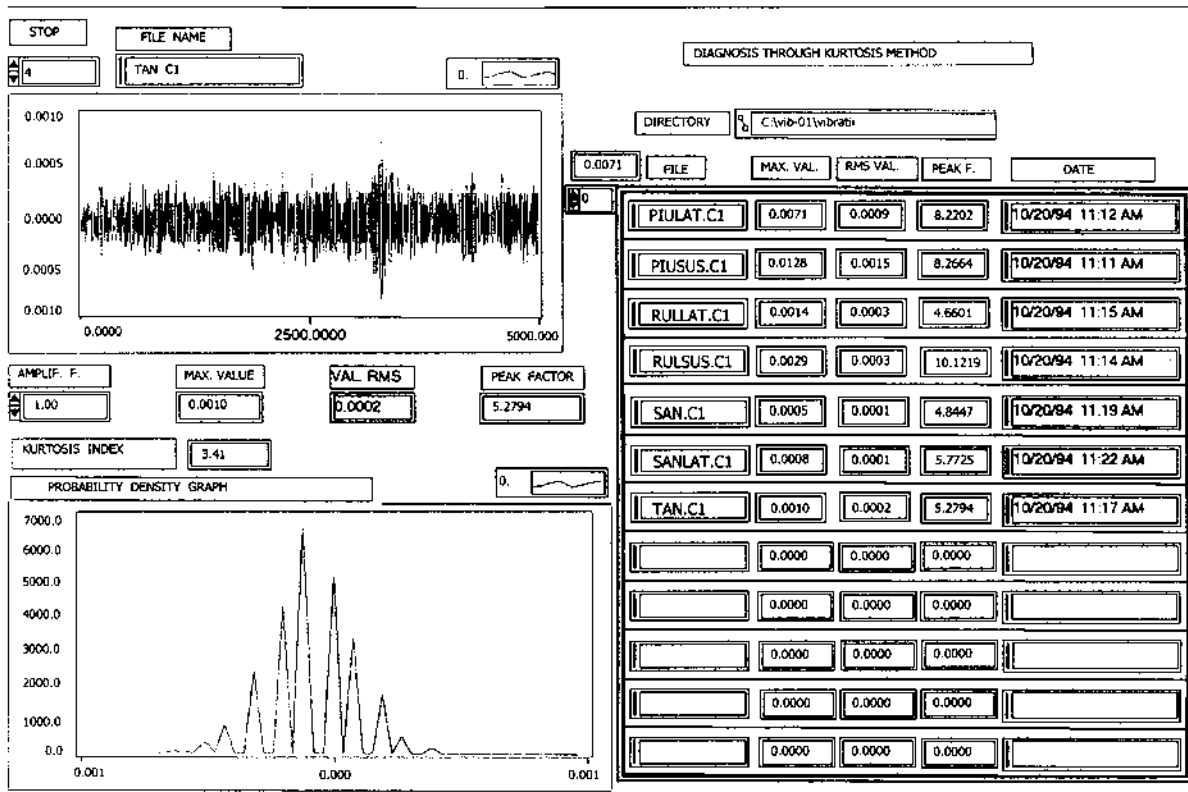 STOP
FILE NAME
4
TAN C1
0.
DIAGNOSIS THROUGH KURTOSIS METHOD
DIRECTORY C:\vib-01\vibratii
0.0010
0.0005
0.0000
0.0005
0.0010
0.0000 2500.0000 5000.000
0.0071 FILE MAX. VAL. RMS VAL. PEAK F. DATE
0
PIULAT.C1 0.0071 0.0009 8.2202 10/20/94 11:12 AM
PIUSUS.C1 0.0128 0.0015 8.2664 10/20/94 11:11 AM
RULLAT.C1 0.0014 0.0003 4.6601 10/20/94 11:15 AM
RULSUS.C1 0.0029 0.0003 10.1219 10/20/94 11:14 AM
SAN.C1 0.0005 0.0001 4.8447 10/20/94 11.19 AM
SANLAT.C1 0.0008 0.0001 5.7725 10/20/94 11:22 AM
TAN.C1 0.0010 0.0002 5.2794 10/20/94 11:17 AM
0.0000 0.0000 0.0000
0.0000 0.0000 0.0000
0.0000 0.0000 0.0000
0.0000 0.0000 0.0000
0.0000 0.0000 0.0000
AMPLIF. F. MAX. VALUE VAL RMS PEAK FACTOR
1.00 0.0010 0.0002 5.2794
KURTOSIS INDEX 3.41
0.
PROBABILITY DENSITY GRAPH
7000.0
6000.0
5000.0
4000.0
3000.0
2000.0
1000.0
0.0
0.001 0.000 0.001